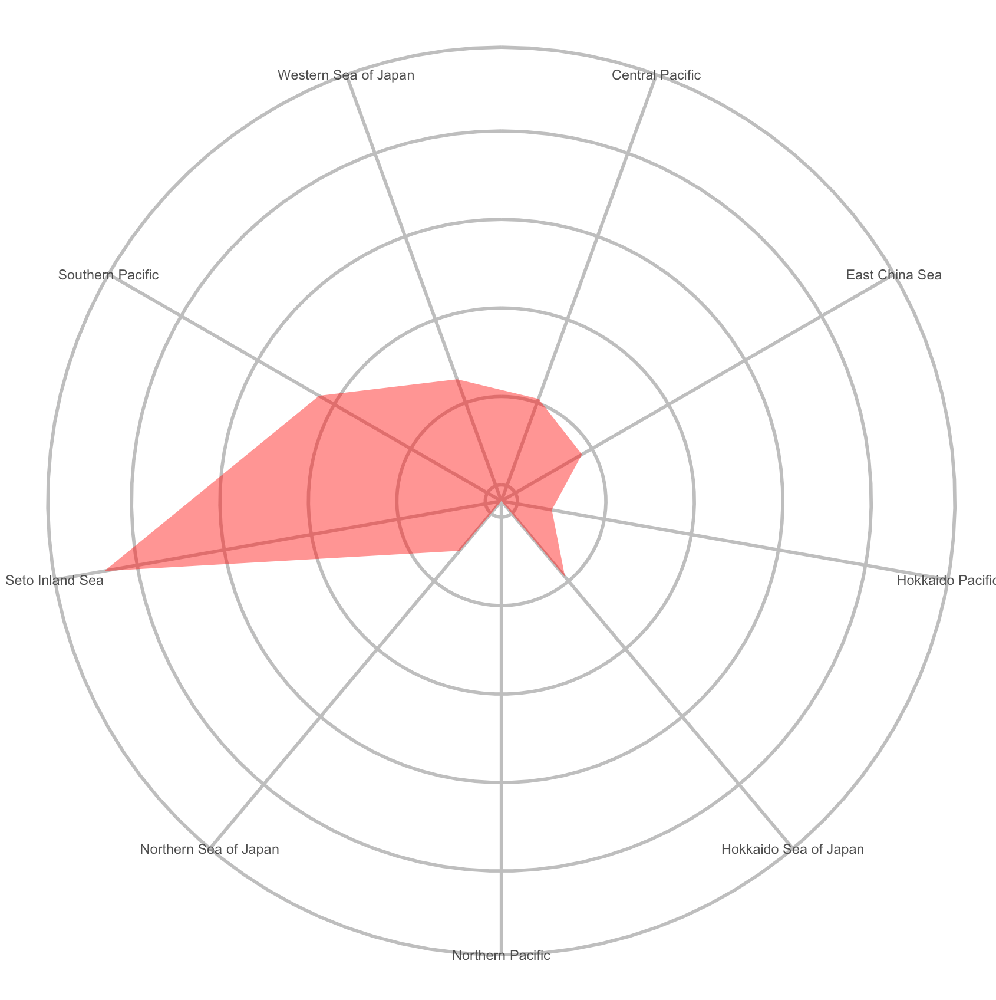 Western Sea of Japan
Central Pacific
Southern Pacific
East China Sea
Seto Inland Sea
Hokkaido Pacific
Northern Sea of Japan
Hokkaido Sea of Japan
Northern Pacific